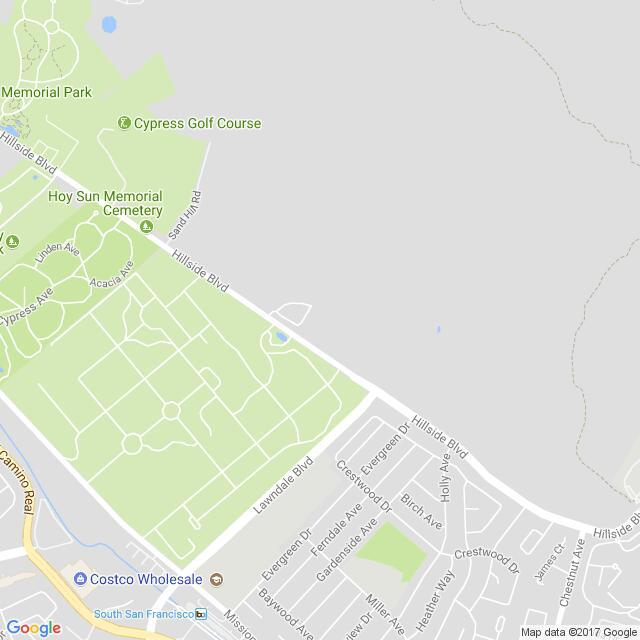 Memorial Park
Cypress Golf Course
Hillside Blvd
Hoy Sun Memorial
Cemetery
Sand Hill Rd
Linden Ave
Acacia Ave
Hillside Blvd
Cypress Ave
Camino Real
Hillside Blvd
Evergreen Dr
Holly Ave
Lawndale Blvd
Crestwood Dr
Birch Ave
Ferndale Ave
Gardenside Ave
Evergreen Dr
Crestwood Dr
James Ct
Chestnut Ave
Hillside Bl
Costco Wholesale
South San Francisco
Mission
Baywood Ave
view Dr
Miller Ave
Heather Way
Google
Map data ©2017 Google